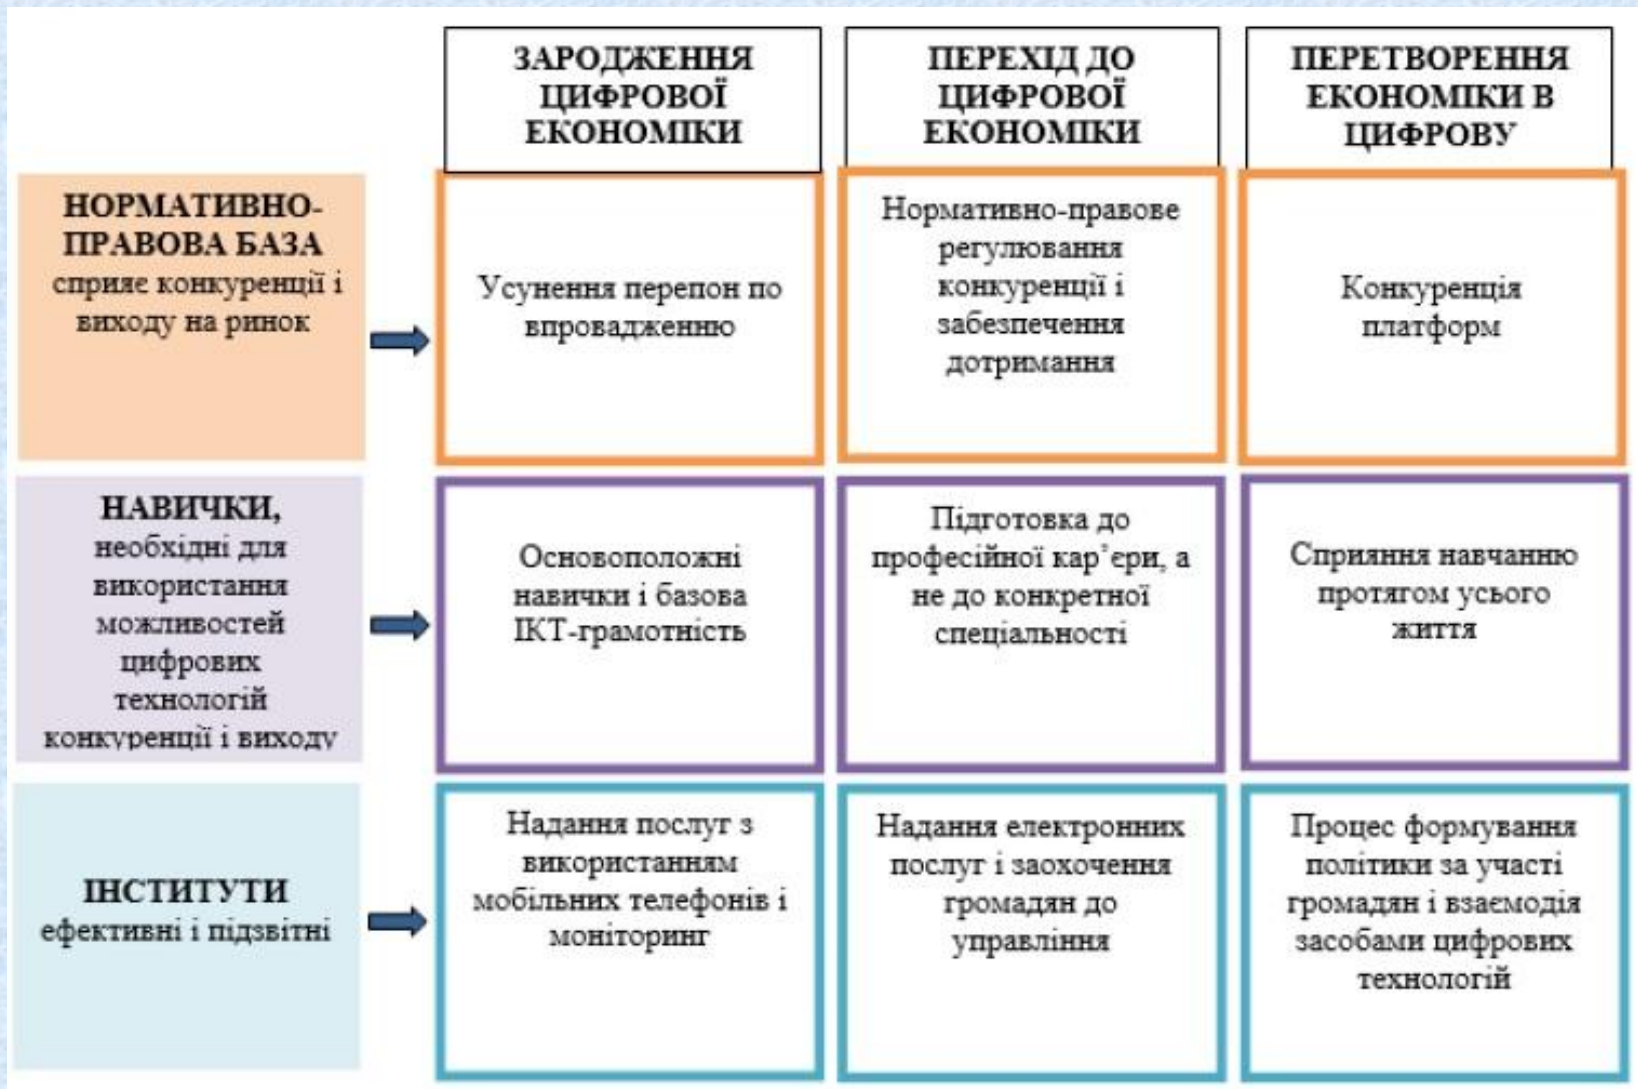 ЗАРОДЖЕННЯ
ЦИФРОВОЇ
ЕКОНОМІКИ
ПЕРЕХІД ДО
ЦИФРОВОЇ
ЕКОНОМІКИ
ПЕРЕТВОРЕННЯ
ЕКОНОМІКИ В
ЦИФРОВУ
НОРМАТИВНО-
ПРАВОВА БАЗА
сприяє конкуренції і
виходу на ринок
Усунення перепон по
впровадженню
Нормативно-правове
регулювання
конкуренції і
забезпечення
дотримання
Конкуренція
платформ
НАВИЧКИ,
необхідні для
використання
можливостей
цифрових
технологій
конкуренції і виходу
Основоположні
навички і базова
ІКТ-грамотність
Підготовка до
професійної кар’єри, а
не до конкретної
спеціальності
Сприяння навчанню
протягом усього
життя
ІНСТИТУТИ
ефективні і підзвітні
Надання послуг з
використанням
мобільних телефонів і
моніторинг
Надання електронних
послуг і заохочення
громадян до
управління
Процес формування
політики за участі
громадян і взаємодія
засобами цифрових
технологій